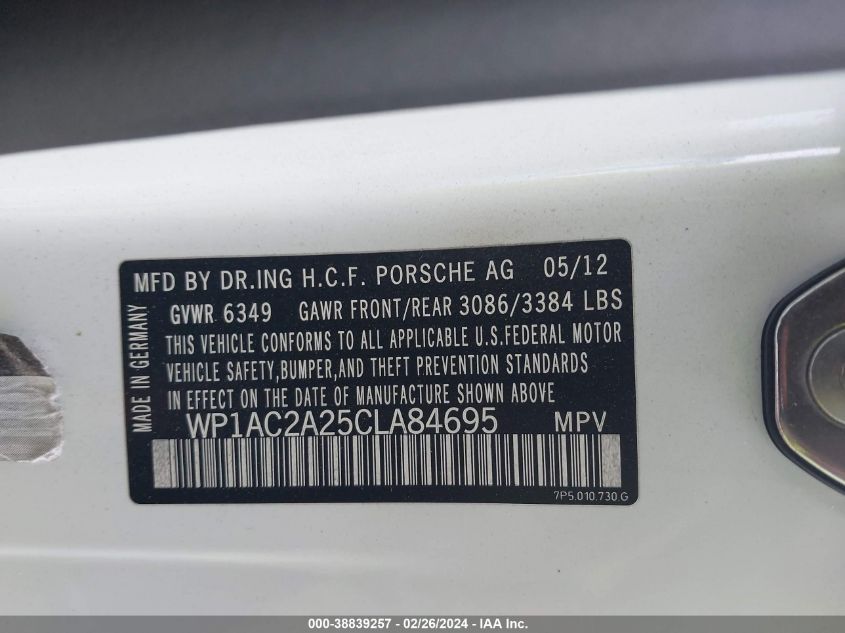 MFD BY DR.ING H.C.F. PORSCHE AG 05/12
GVWR 6349 GAWR FRONT/REAR 3086/3384 LBS
THIS VEHICLE CONFORMS TO ALL APPLICABLE U.S.FEDERAL MOTOR
VEHICLE SAFETY,BUMPER,AND THEFT PREVENTION STANDARDS
IN EFFECT ON THE DATE OF MANUFACTURE SHOWN ABOVE
WP1AC2A25CLA84695 MPV
7P5.010.730.G
MADE IN GERMANY
000-38839257 - 02/26/2024 - IAA Inc.